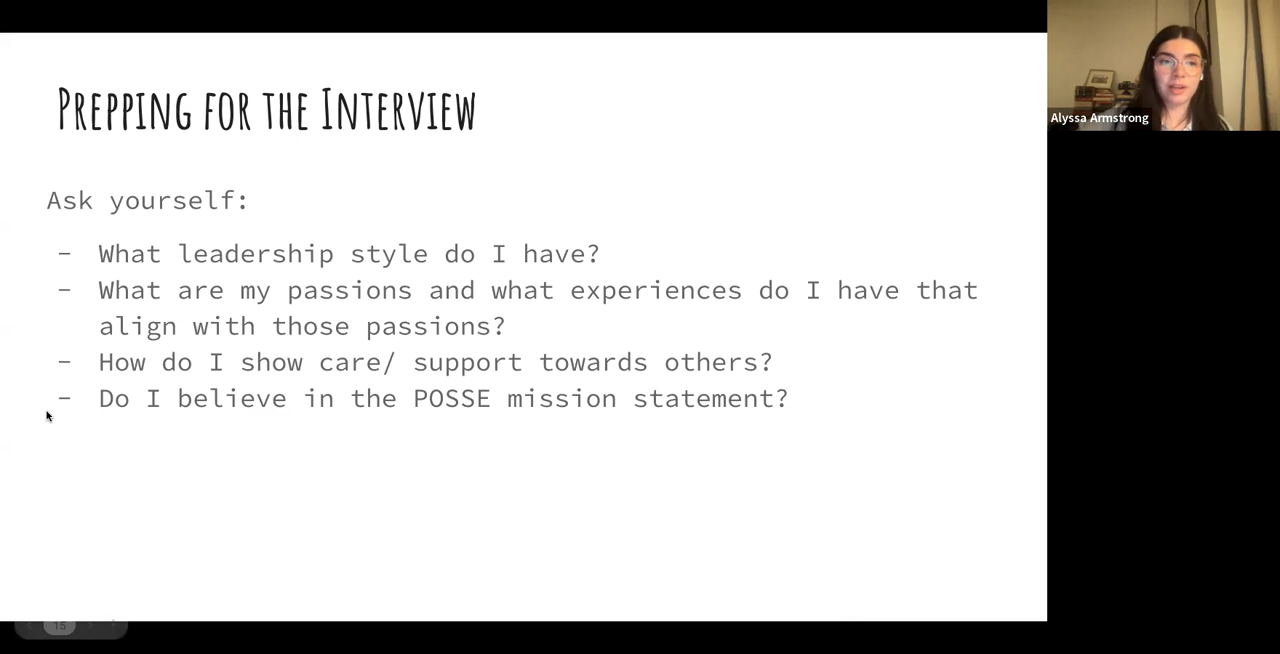 Prepping for the Interview
Alyssa Armstrong
Ask yourself:
- What leadership style do I have?
- What are my passions and what experiences do I have that
align with those passions?
- How do I show care/ support towards others?
- Do I believe in the POSSE mission statement?
15